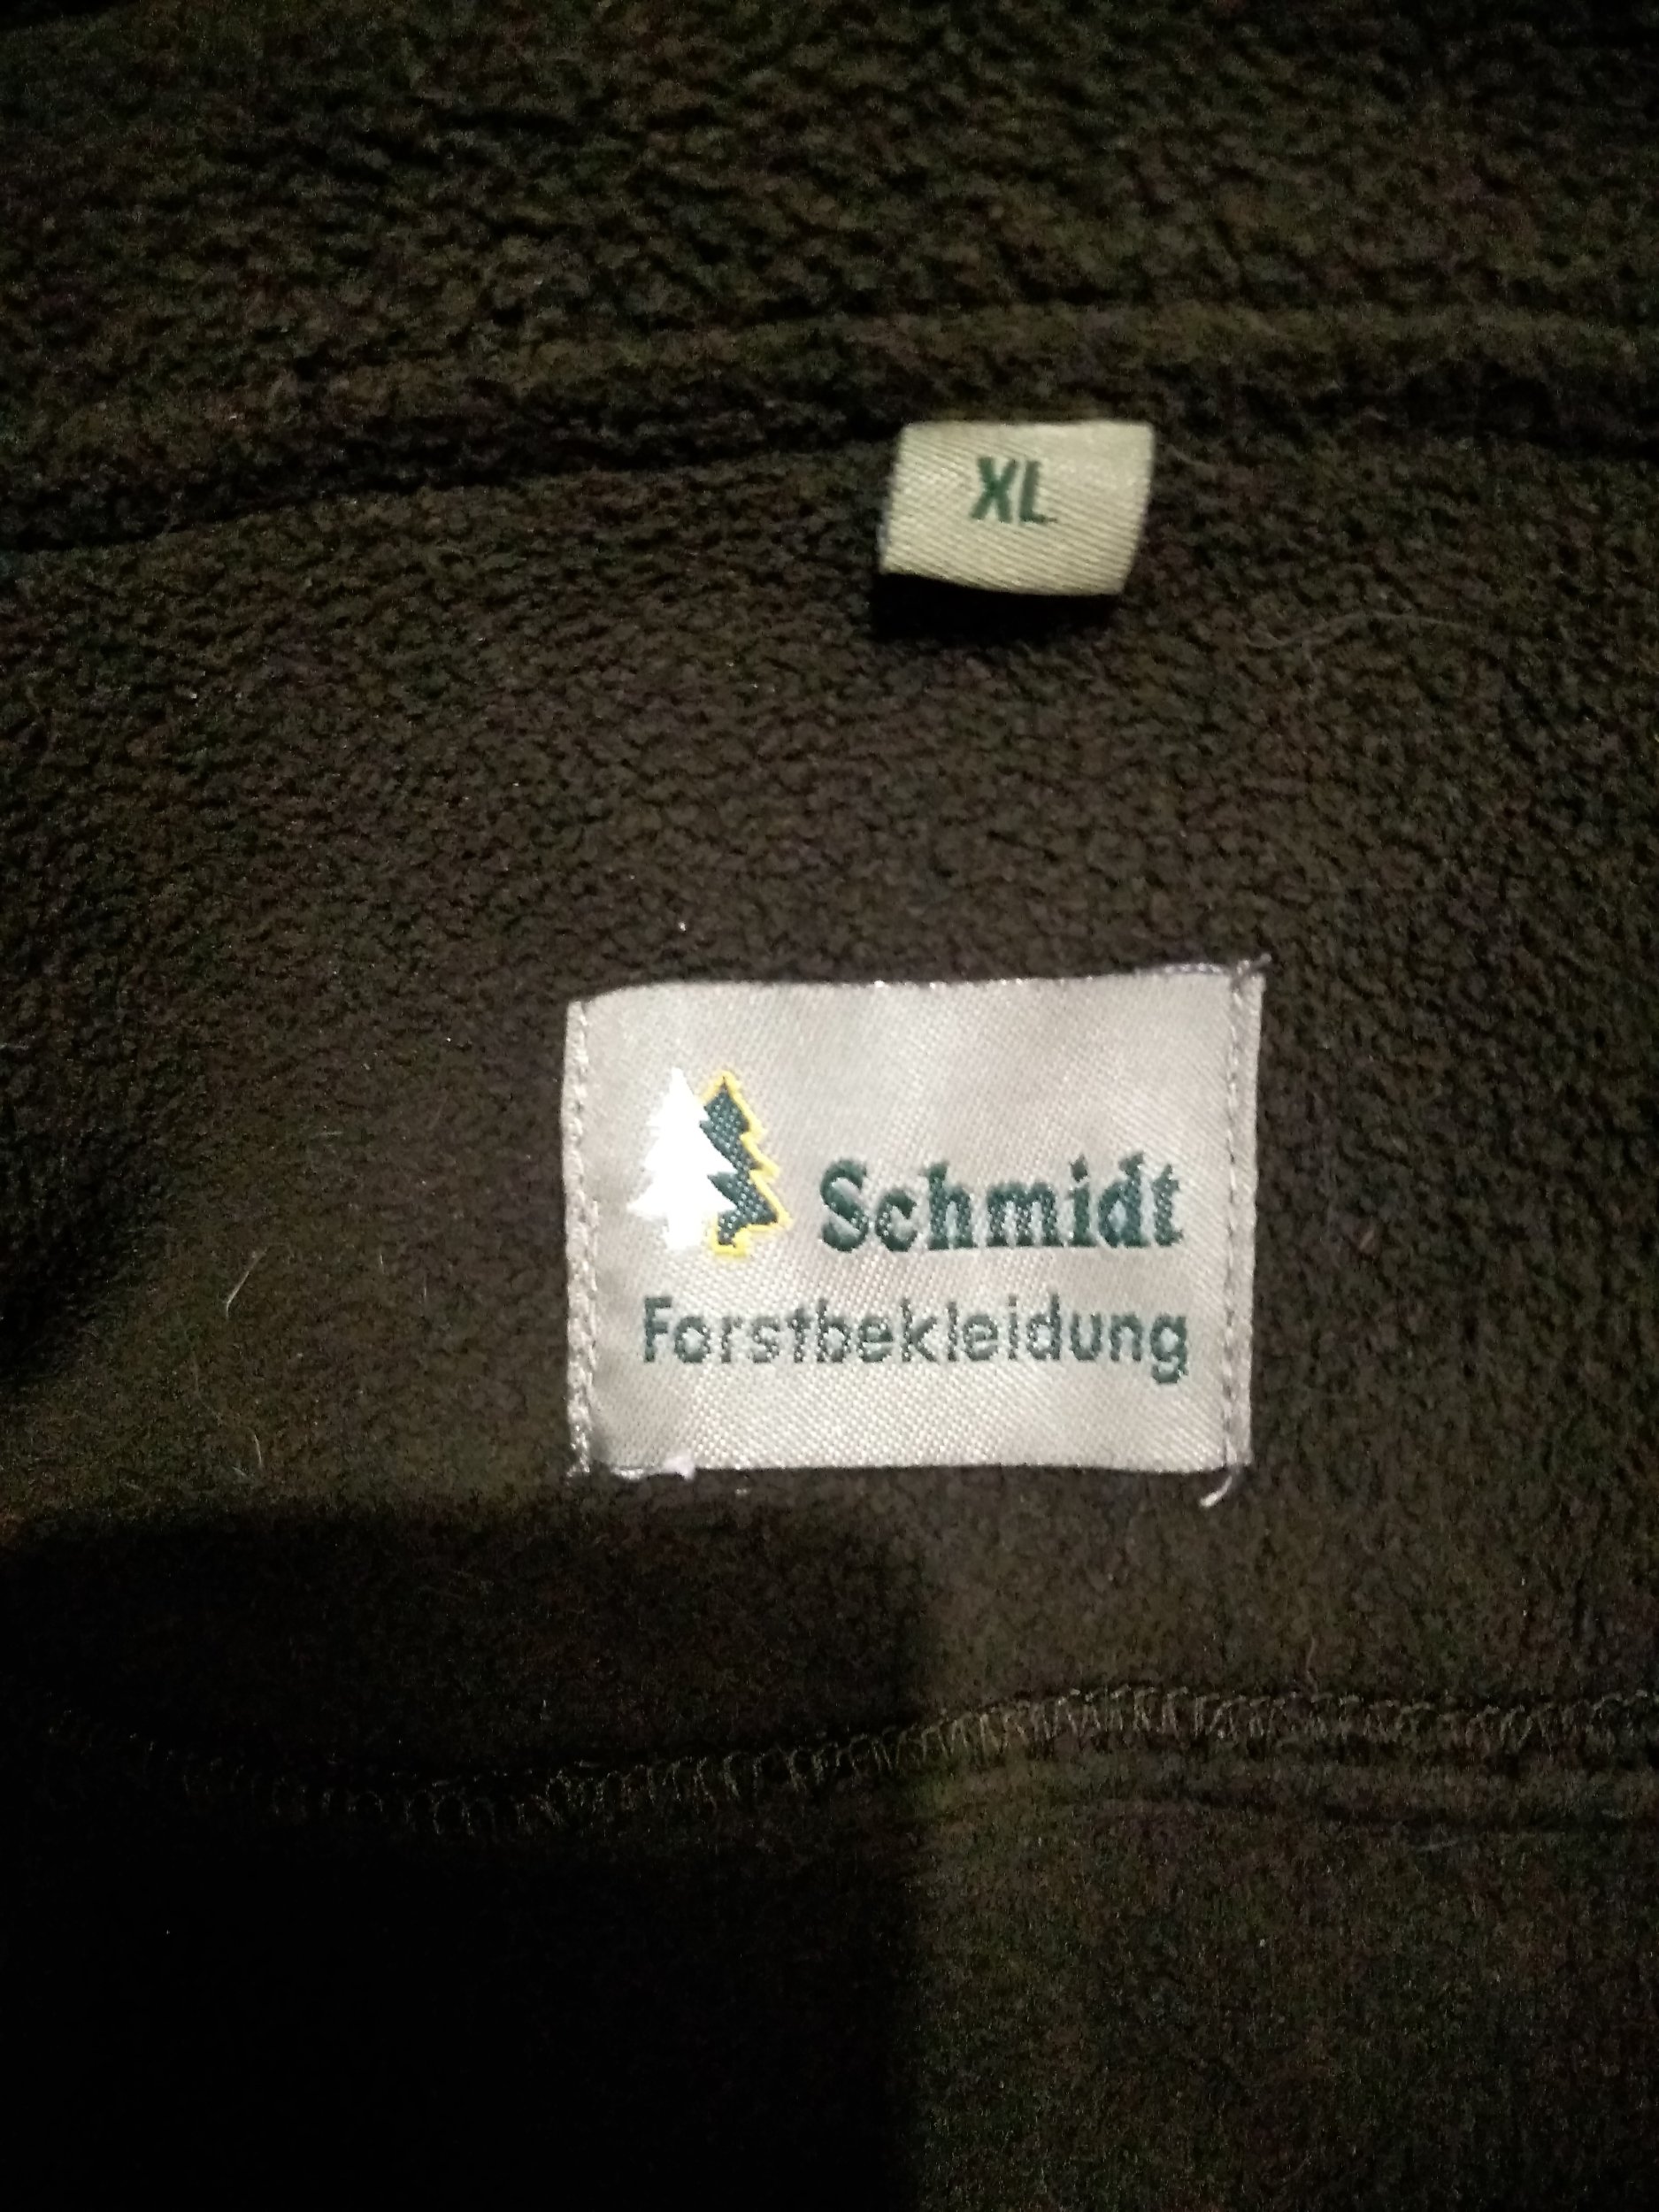 XL
Schmidt
Forstbekleidung